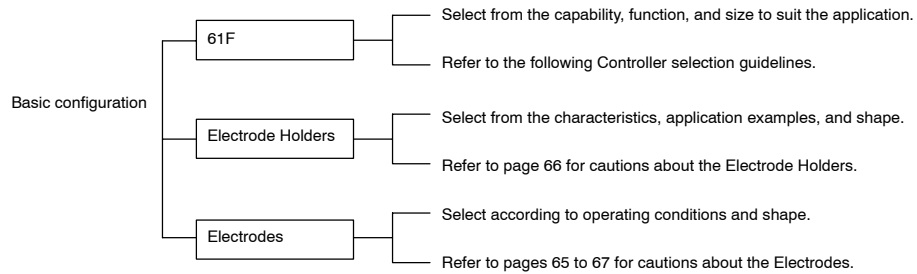 Select from the capability, function, and size to suit the application.
61F
Refer to the following Controller selection guidelines.
Basic configuration
Select from the characteristics, application examples, and shape.
Electrode Holders
Refer to page 66 for cautions about the Electrode Holders.
Select according to operating conditions and shape.
Electrodes
Refer to pages 65 to 67 for cautions about the Electrodes.